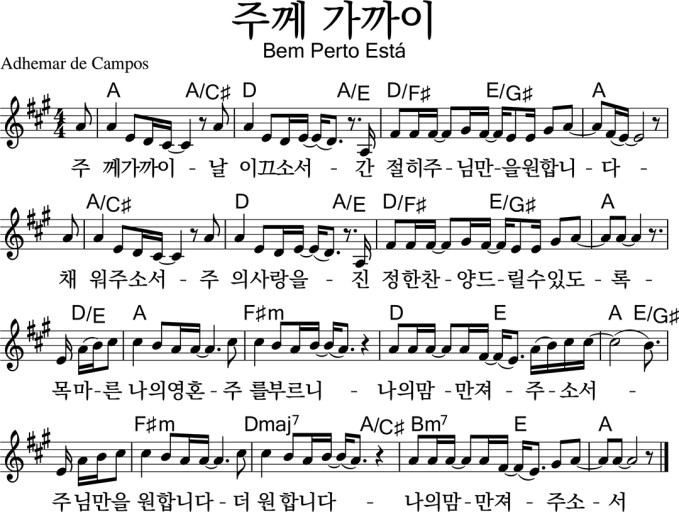 주께 가까이
Bem Perto Está
Adhemar de Campos
A A/C♯ D A/E D/F♯ E/G♯ A
주 께가까이 - 날 이끄소서 - 간 절히주 - 님만 - 을원합니 - 다 -
A/C♯ D A/E D/F♯ E/G♯ A
채 워주소서 - 주 의사랑을 - 진 정한찬 - 양드 - 릴수있도 - 록 -
D/E A F♯m D E A E/G♯
목마 - 른 나의영혼 - 주 를부르니 - 나의맘 - 만져 - 주 - 소서 -
F♯m Dmaj7 A/C♯ Bm7 E A
주님만을 원합니다 - 더 원합니다 - 나의맘 - 만져 - 주소 - 서